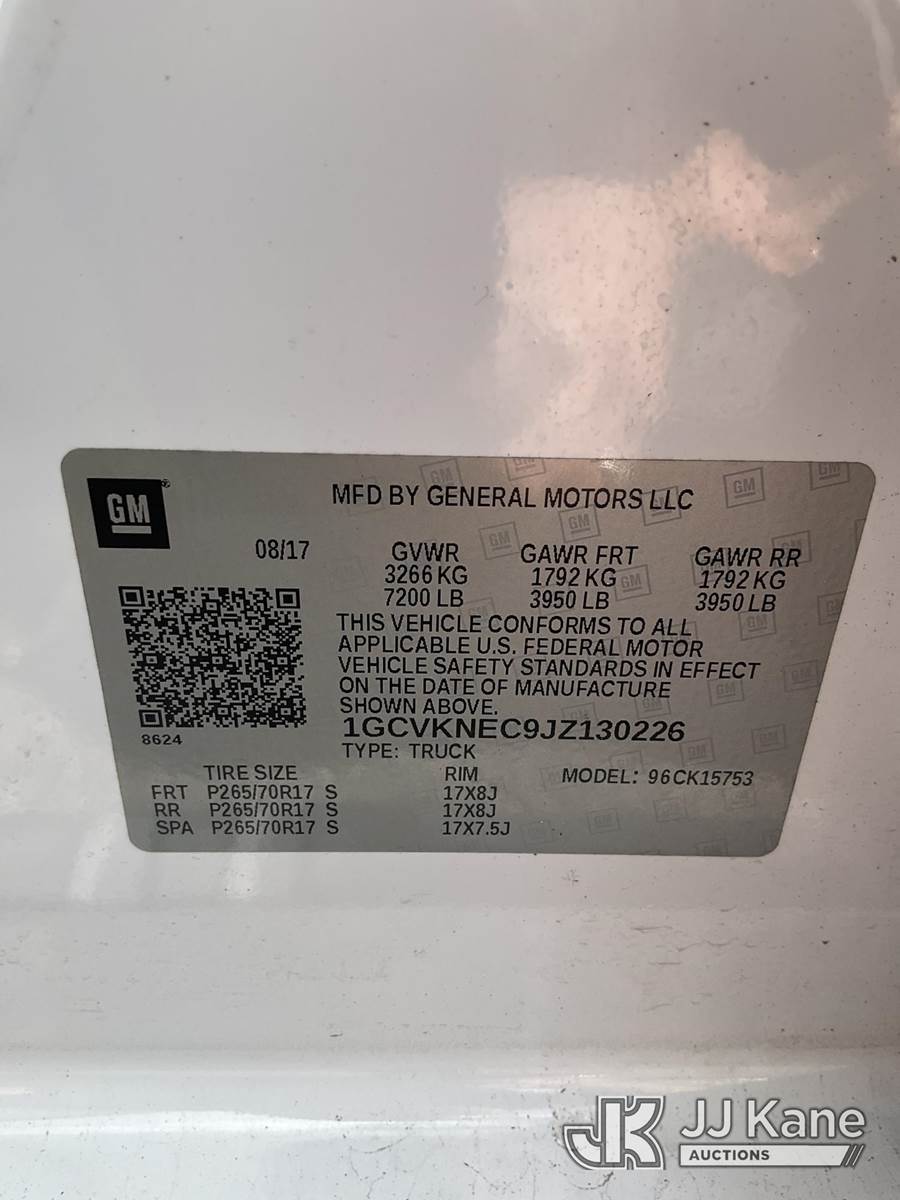 GM
MFD BY GENERAL MOTORS LLC
08/17 GVWR GAWR FRT GAWR RR
3266 KG 1792 KG 1792 KG
7200 LB 3950 LB 3950 LB
THIS VEHICLE CONFORMS TO ALL
APPLICABLE U.S. FEDERAL MOTOR
VEHICLE SAFETY STANDARDS IN EFFECT
ON THE DATE OF MANUFACTURE
SHOWN ABOVE.
1GCVKNEC9JZ130226
8624
TYPE: TRUCK
TIRE SIZE RIM MODEL: 96CK15753
FRT P265/70R17 S 17X8J
RR P265/70R17 S 17X8J
SPA P265/70R17 S 17X7.5J
JK JJ Kane
AUCTIONS